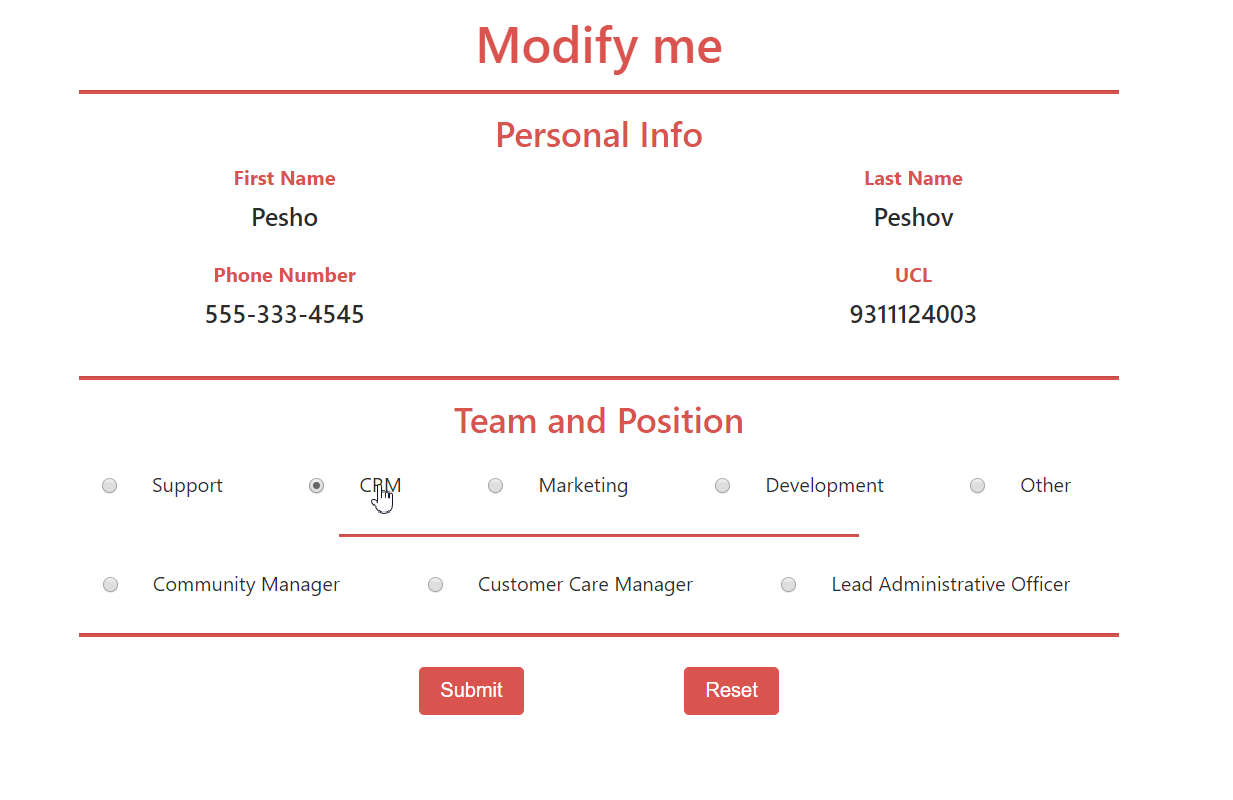 Modify me
Personal Info
First Name Last Name
Pesho Peshov
Phone Number UCL
555-333-4545 9311124003
Team and Position
Support CRM Marketing Development Other
Community Manager Customer Care Manager Lead Administrative Officer
Submit Reset